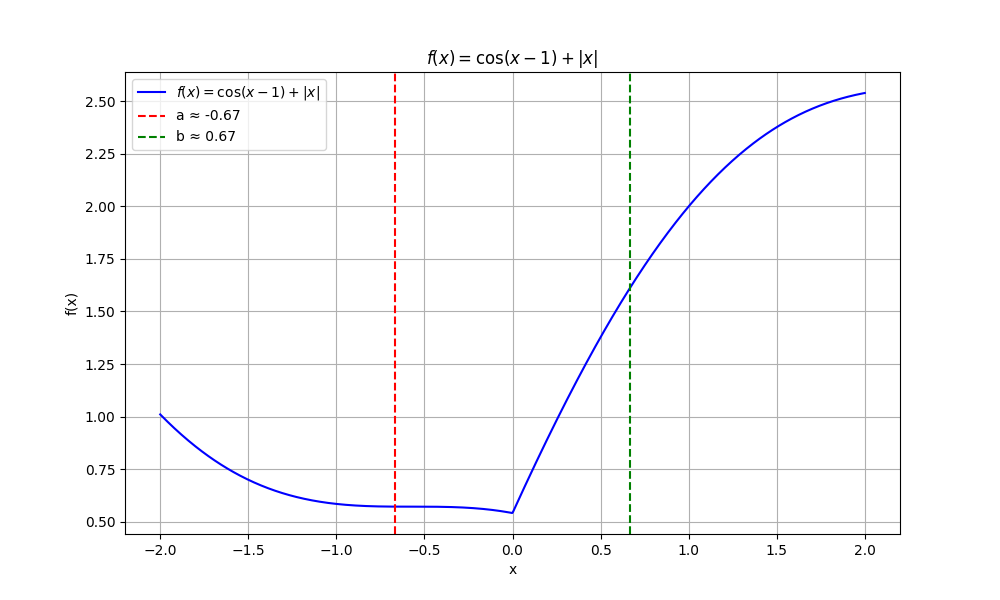 f(x) = cos(x − 1) + |x|
f(x) = cos(x − 1) + |x|
a ≈ -0.67
b ≈ 0.67
2.50
2.25
2.00
1.75
1.50
1.25
1.00
0.75
0.50
f(x)
−2.0 −1.5 −1.0 −0.5 0.0 0.5 1.0 1.5 2.0
x